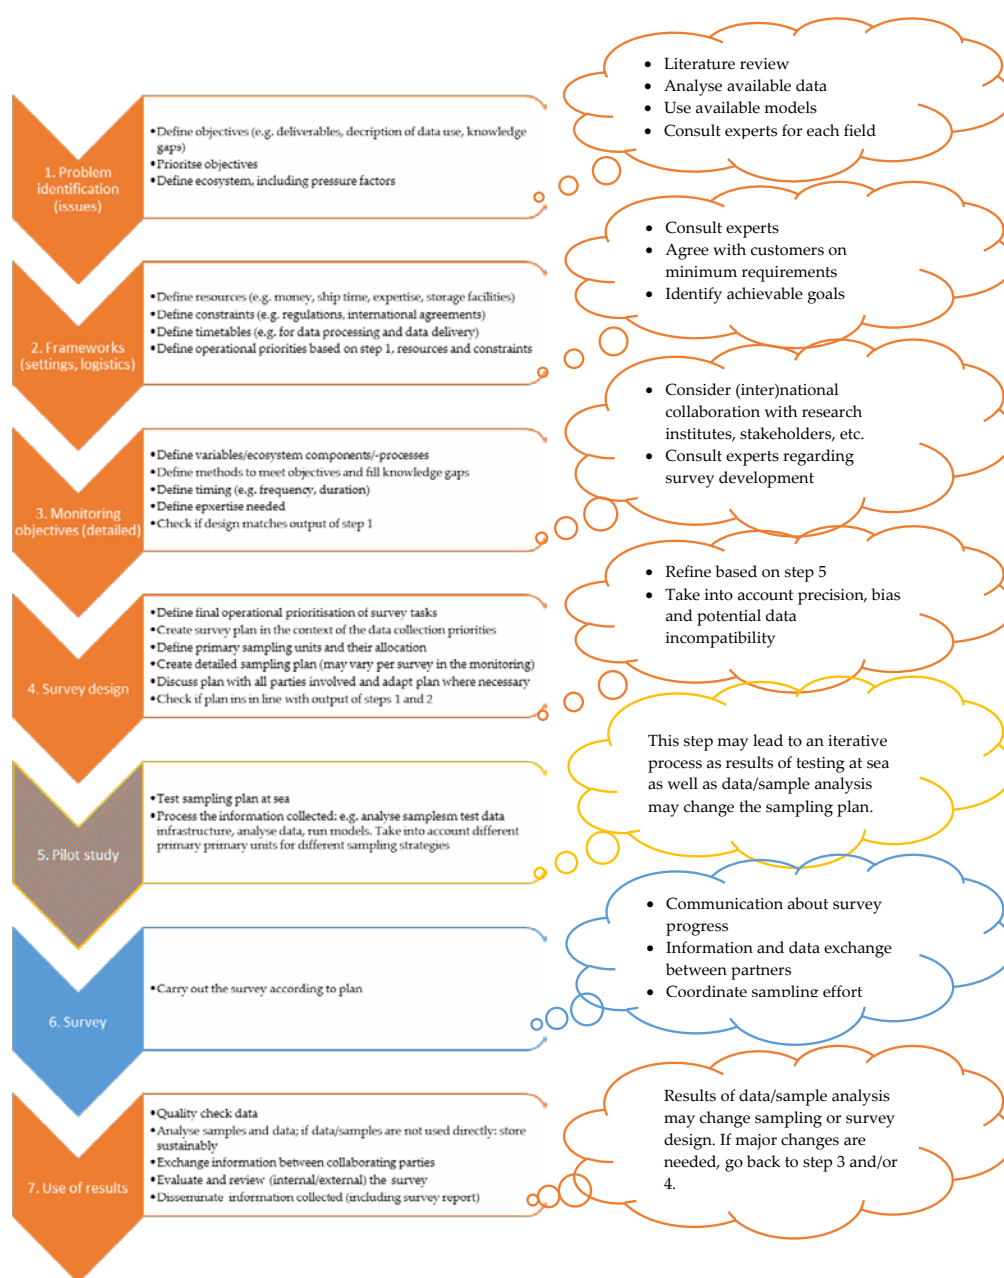 1. Problem
identification
(issues)
•Define objectives (e.g. deliverables, decription of data use, knowledge
gaps)
•Prioritse objectives
•Define ecosystem, including pressure factors
• Literature review
• Analyse available data
• Use available models
• Consult experts for each field
2. Frameworks
(settings, logistics)
•Define resources (e.g. money, ship time, expertise, storage facilities)
•Define constraints (e.g. regulations, international agreements)
•Define timetables (e.g. for data processing and data delivery)
•Define operational priorities based on step 1, resources and constraints
• Consult experts
• Agree with customers on
minimum requirements
• Identify achievable goals
3. Monitoring
objectives (detailed)
•Define variables/ecosystem components/-processes
•Define methods to meet objectives and fill knowledge gaps
•Define timing (e.g. frequency, duration)
•Define epxertise needed
•Check if design matches output of step 1
• Consider (inter)national
collaboration with research
institutes, stakeholders, etc.
• Consult experts regarding
survey development
4. Survey design
•Define final operational prioritisation of survey tasks
•Create survey plan in the context of the data collection priorities
•Define primary sampling units and their allocation
•Create detailed sampling plan (may vary per survey in the monitoring)
•Discuss plan with all parties involved and adapt plan where necessary
•Check if plan ins in line with output of steps 1 and 2
• Refine based on step 5
• Take into account precision, bias
and potential data
incompatibility
5. Pilot study
•Test sampling plan at sea
•Process the information collected: e.g. analyse samplesm test data
infrastructure, analyse data, run models. Take into account different
primary primary units for different sampling strategies
This step may lead to an iterative
process as results of testing at sea
as well as data/sample analysis
may change the sampling plan.
6. Survey
•Carry out the survey according to plan
• Communication about survey
progress
• Information and data exchange
between partners
• Coordinate sampling effort
7. Use of results
•Quality check data
•Analyse samples and data; if data/samples are not used directly: store
sustainably
•Exchange information between collaborating parties
•Evaluate and review (internal/external) the survey
•Disseminate information collected (including survey report)
Results of data/sample analysis
may change sampling or survey
design. If major changes are
needed, go back to step 3 and/or
4.